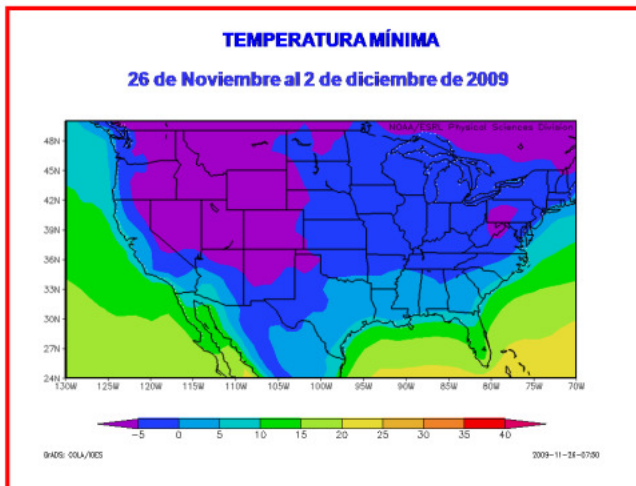 TEMPERATURA MÍNIMA
26 de Noviembre al 2 de diciembre de 2009
NOAA/ESRL Physical Sciences Division
48N
45N
42N
39N
36N
33N
30N
27N
24N
130W 125W 120W 115W 110W 105W 100W 95W 90W 85W 80W 75W 70W
-5 0 5 10 15 20 25 30 35 40
GrADS: COLA/IGES 2009-11-26-07:50